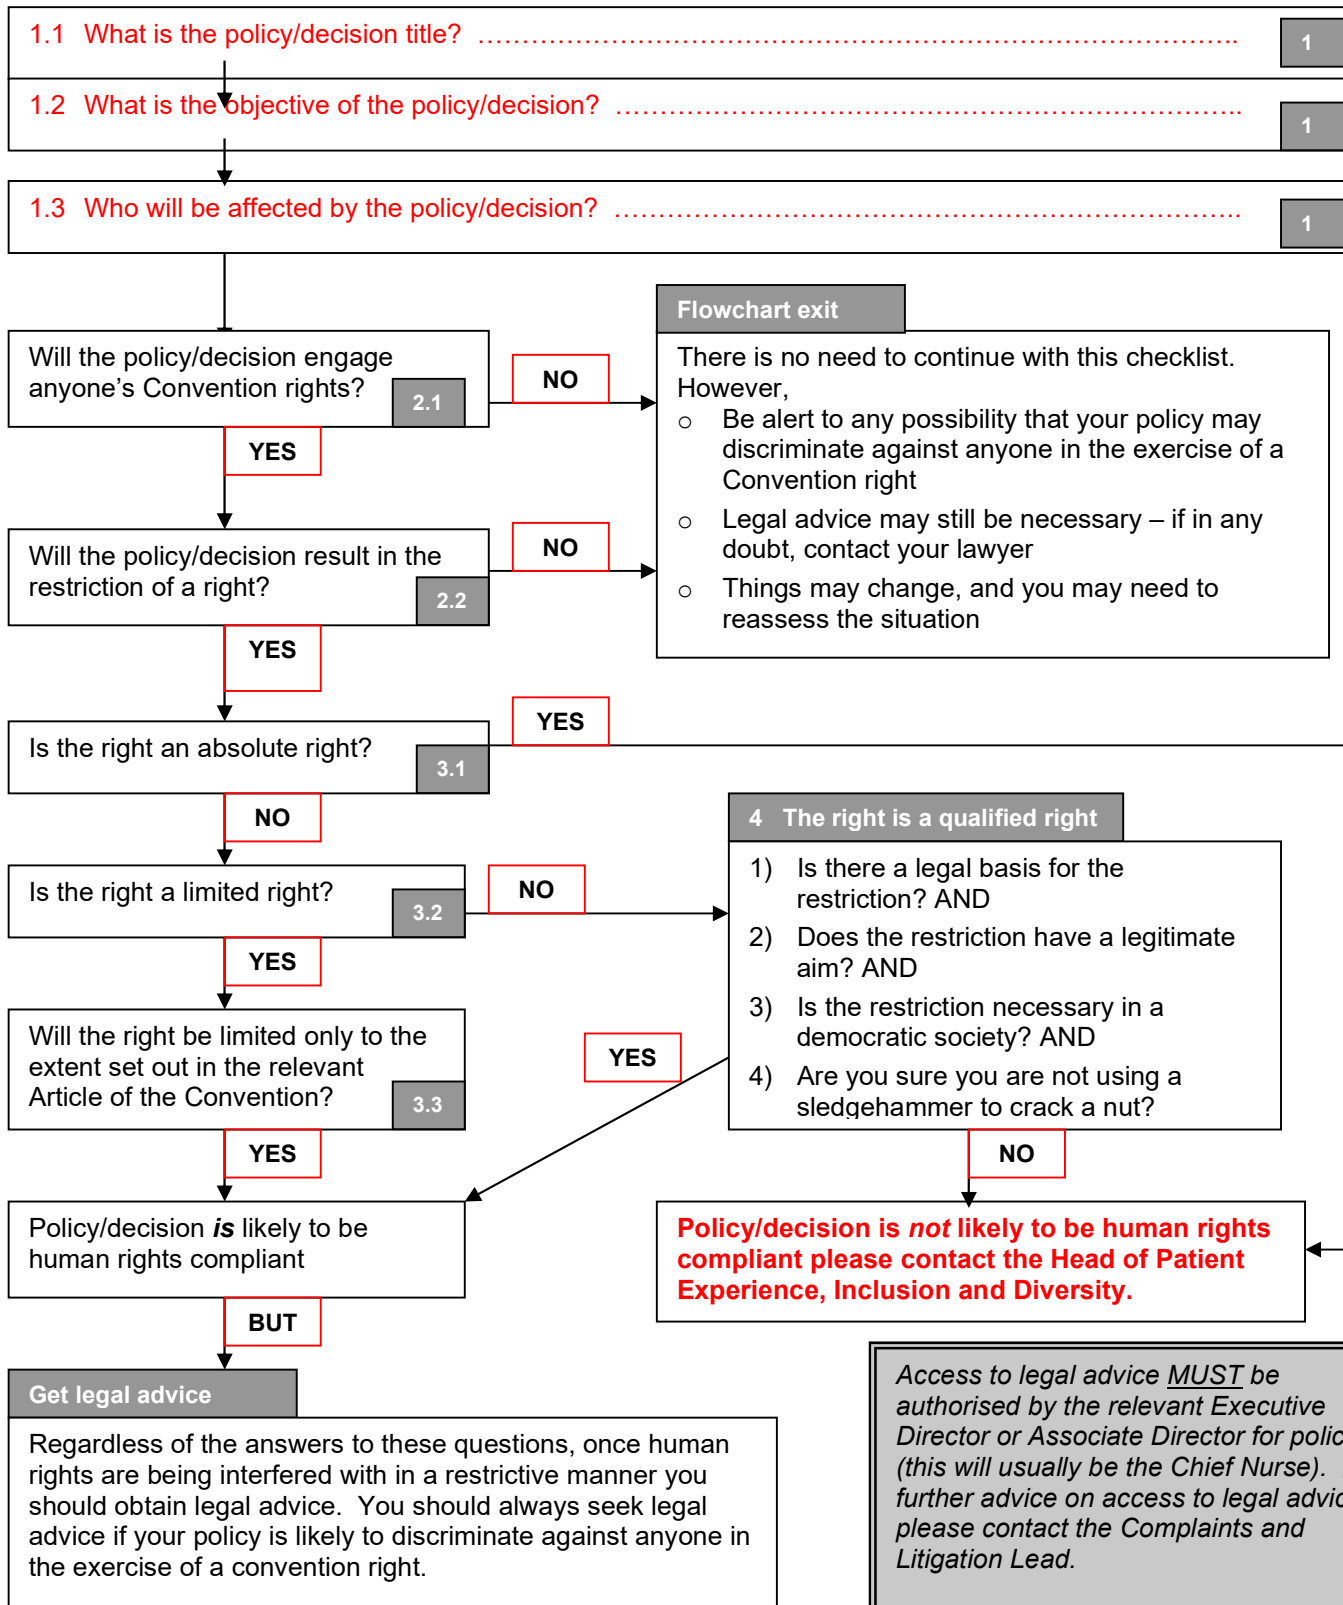 1.1 What is the policy/decision title? …………………………………………………………………………..
1
1.2 What is the objective of the policy/decision? ……………………………………………………………..
1
1.3 Who will be affected by the policy/decision? ……………………………………………………………..
1
Will the policy/decision engage
anyone’s Convention rights?
2.1
NO
YES
Flowchart exit
There is no need to continue with this checklist.
However,
o Be alert to any possibility that your policy may
discriminate against anyone in the exercise of a
Convention right
o Legal advice may still be necessary – if in any
doubt, contact your lawyer
o Things may change, and you may need to
reassess the situation
Will the policy/decision result in the
restriction of a right?
2.2
NO
YES
Is the right an absolute right?
3.1
YES
NO
Is the right a limited right?
3.2
NO
YES
4 The right is a qualified right
1) Is there a legal basis for the
restriction? AND
2) Does the restriction have a legitimate
aim? AND
3) Is the restriction necessary in a
democratic society? AND
4) Are you sure you are not using a
sledgehammer to crack a nut?
YES
NO
Will the right be limited only to the
extent set out in the relevant
Article of the Convention?
3.3
YES
Policy/decision is likely to be
human rights compliant
BUT
Policy/decision is not likely to be human rights
compliant please contact the Head of Patient
Experience, Inclusion and Diversity.
Get legal advice
Regardless of the answers to these questions, once human
rights are being interfered with in a restrictive manner you
should obtain legal advice. You should always seek legal
advice if your policy is likely to discriminate against anyone in
the exercise of a convention right.
Access to legal advice MUST be
authorised by the relevant Executive
Director or Associate Director for polic
(this will usually be the Chief Nurse).
further advice on access to legal advic
please contact the Complaints and
Litigation Lead.